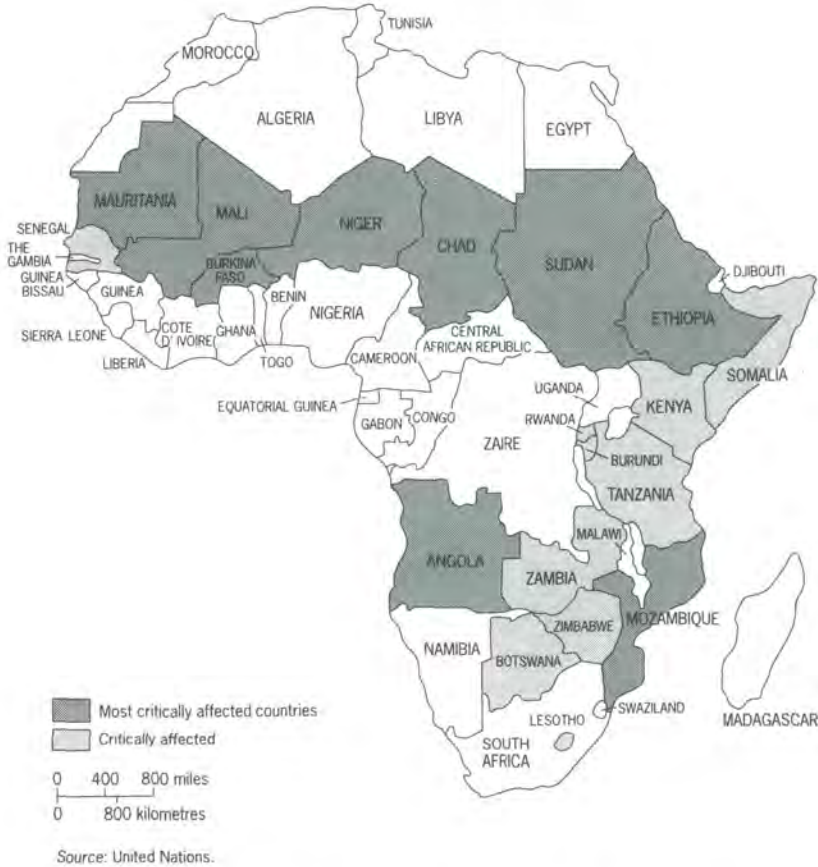 TUNISIA
MOROCCO
ALGERIA
LIBYA
EGYPT
MAURITANIA
MALI
NIGER
CHAD
SUDAN
SENEGAL
THE
GAMBIA
GUINEA
BISSAU
GUINEA
BURKINA
FASO
BENIN
NIGERIA
DJIBOUTI
ETHIOPIA
SIERRA LEONE
COTE
D'IVOIRE
GHANA
LIBERIA
TOGO
CAMEROON
CENTRAL
AFRICAN REPUBLIC
SOMALIA
EQUATORIAL GUINEA
UGANDA
KENYA
GABON
CONGO
RWANDA
ZAIRE
BURUNDI
TANZANIA
MALAWI
ANGOLA
ZAMBIA
MOZAMBIQUE
ZIMBABWE
NAMIBIA
BOTSWANA
SWAZILAND
MADAGASCAR
LESOTHO
SOUTH
AFRICA
Most critically affected countries
Critically affected
0 400 800 miles
0 800 kilometres
Source: United Nations.